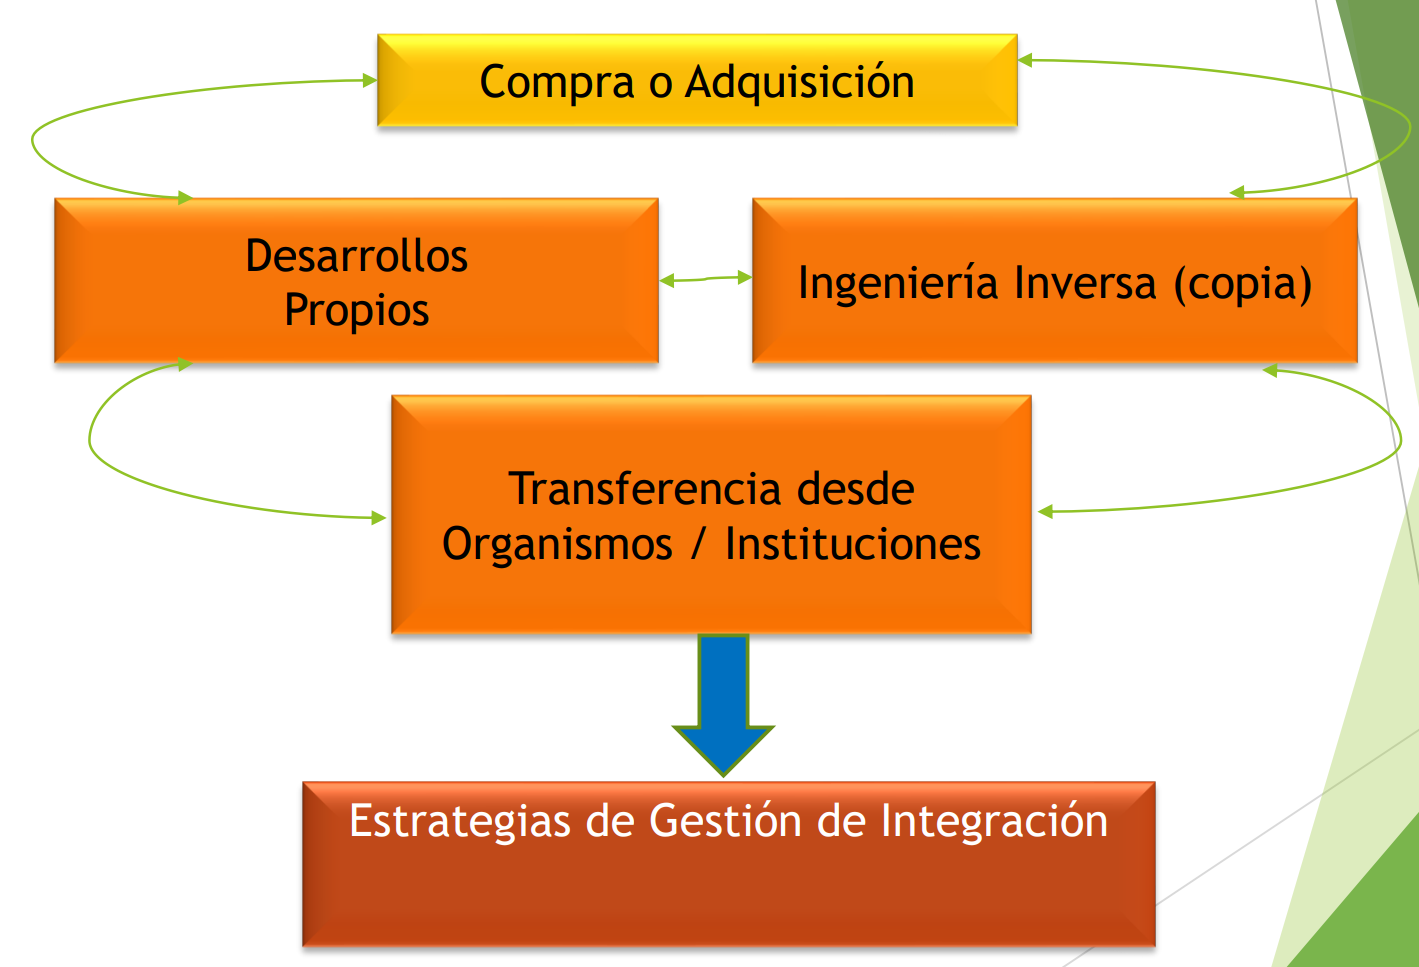 Compra o Adquisición
Desarrollos
Propios
Ingeniería Inversa (copia)
Transferencia desde
Organismos / Instituciones
Estrategias de Gestión de Integración